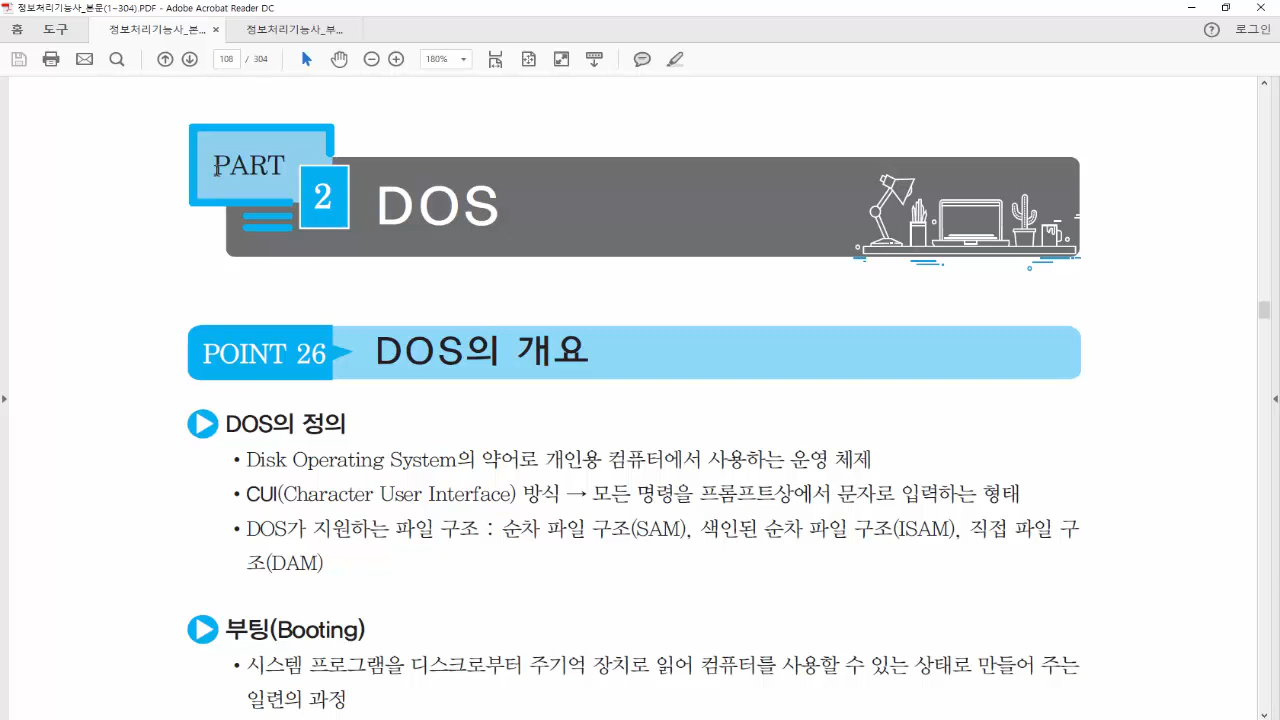 정보처리기능사_본문(1~304).PDF - Adobe Acrobat Reader DC
홈 도구 정보처리기능사_본... × 정보처리기능사_부... 로그인
108 / 304 180%
PART
2 DOS
POINT 26 DOS의 개요
DOS의 정의
• Disk Operating System의 약어로 개인용 컴퓨터에서 사용하는 운영 체제
• CUI(Character User Interface) 방식 → 모든 명령을 프롬프트상에서 문자로 입력하는 형태
• DOS가 지원하는 파일 구조 : 순차 파일 구조(SAM), 색인된 순차 파일 구조(ISAM), 직접 파일 구
조(DAM)
부팅(Booting)
• 시스템 프로그램을 디스크로부터 주기억 장치로 읽어 컴퓨터를 사용할 수 있는 상태로 만들어 주는
일련의 과정